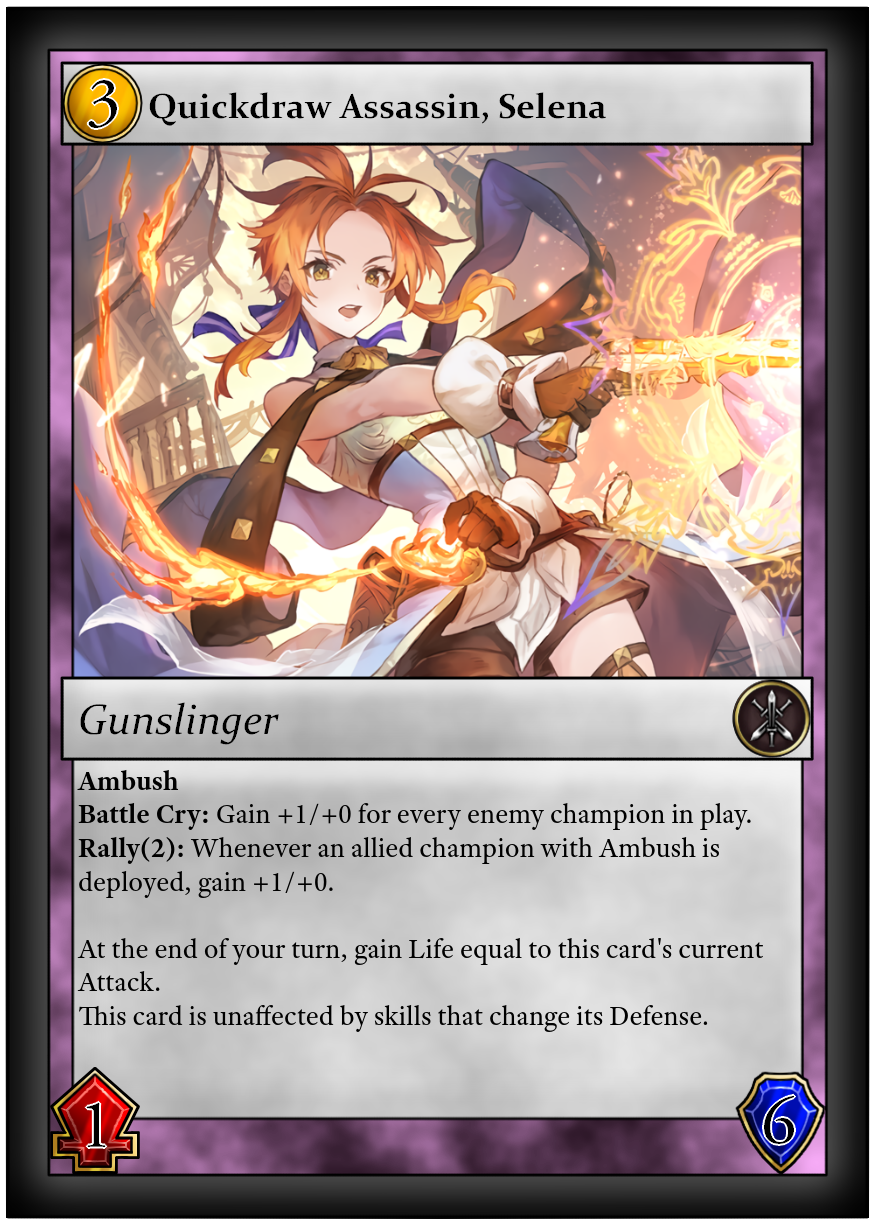 3
Quickdraw Assassin, Selena
Gunslinger
Ambush
Battle Cry: Gain +1/+0 for every enemy champion in play.
Rally(2): Whenever an allied champion with Ambush is
deployed, gain +1/+0.
At the end of your turn, gain Life equal to this card's current
Attack.
This card is unaffected by skills that change its Defense.
1
6